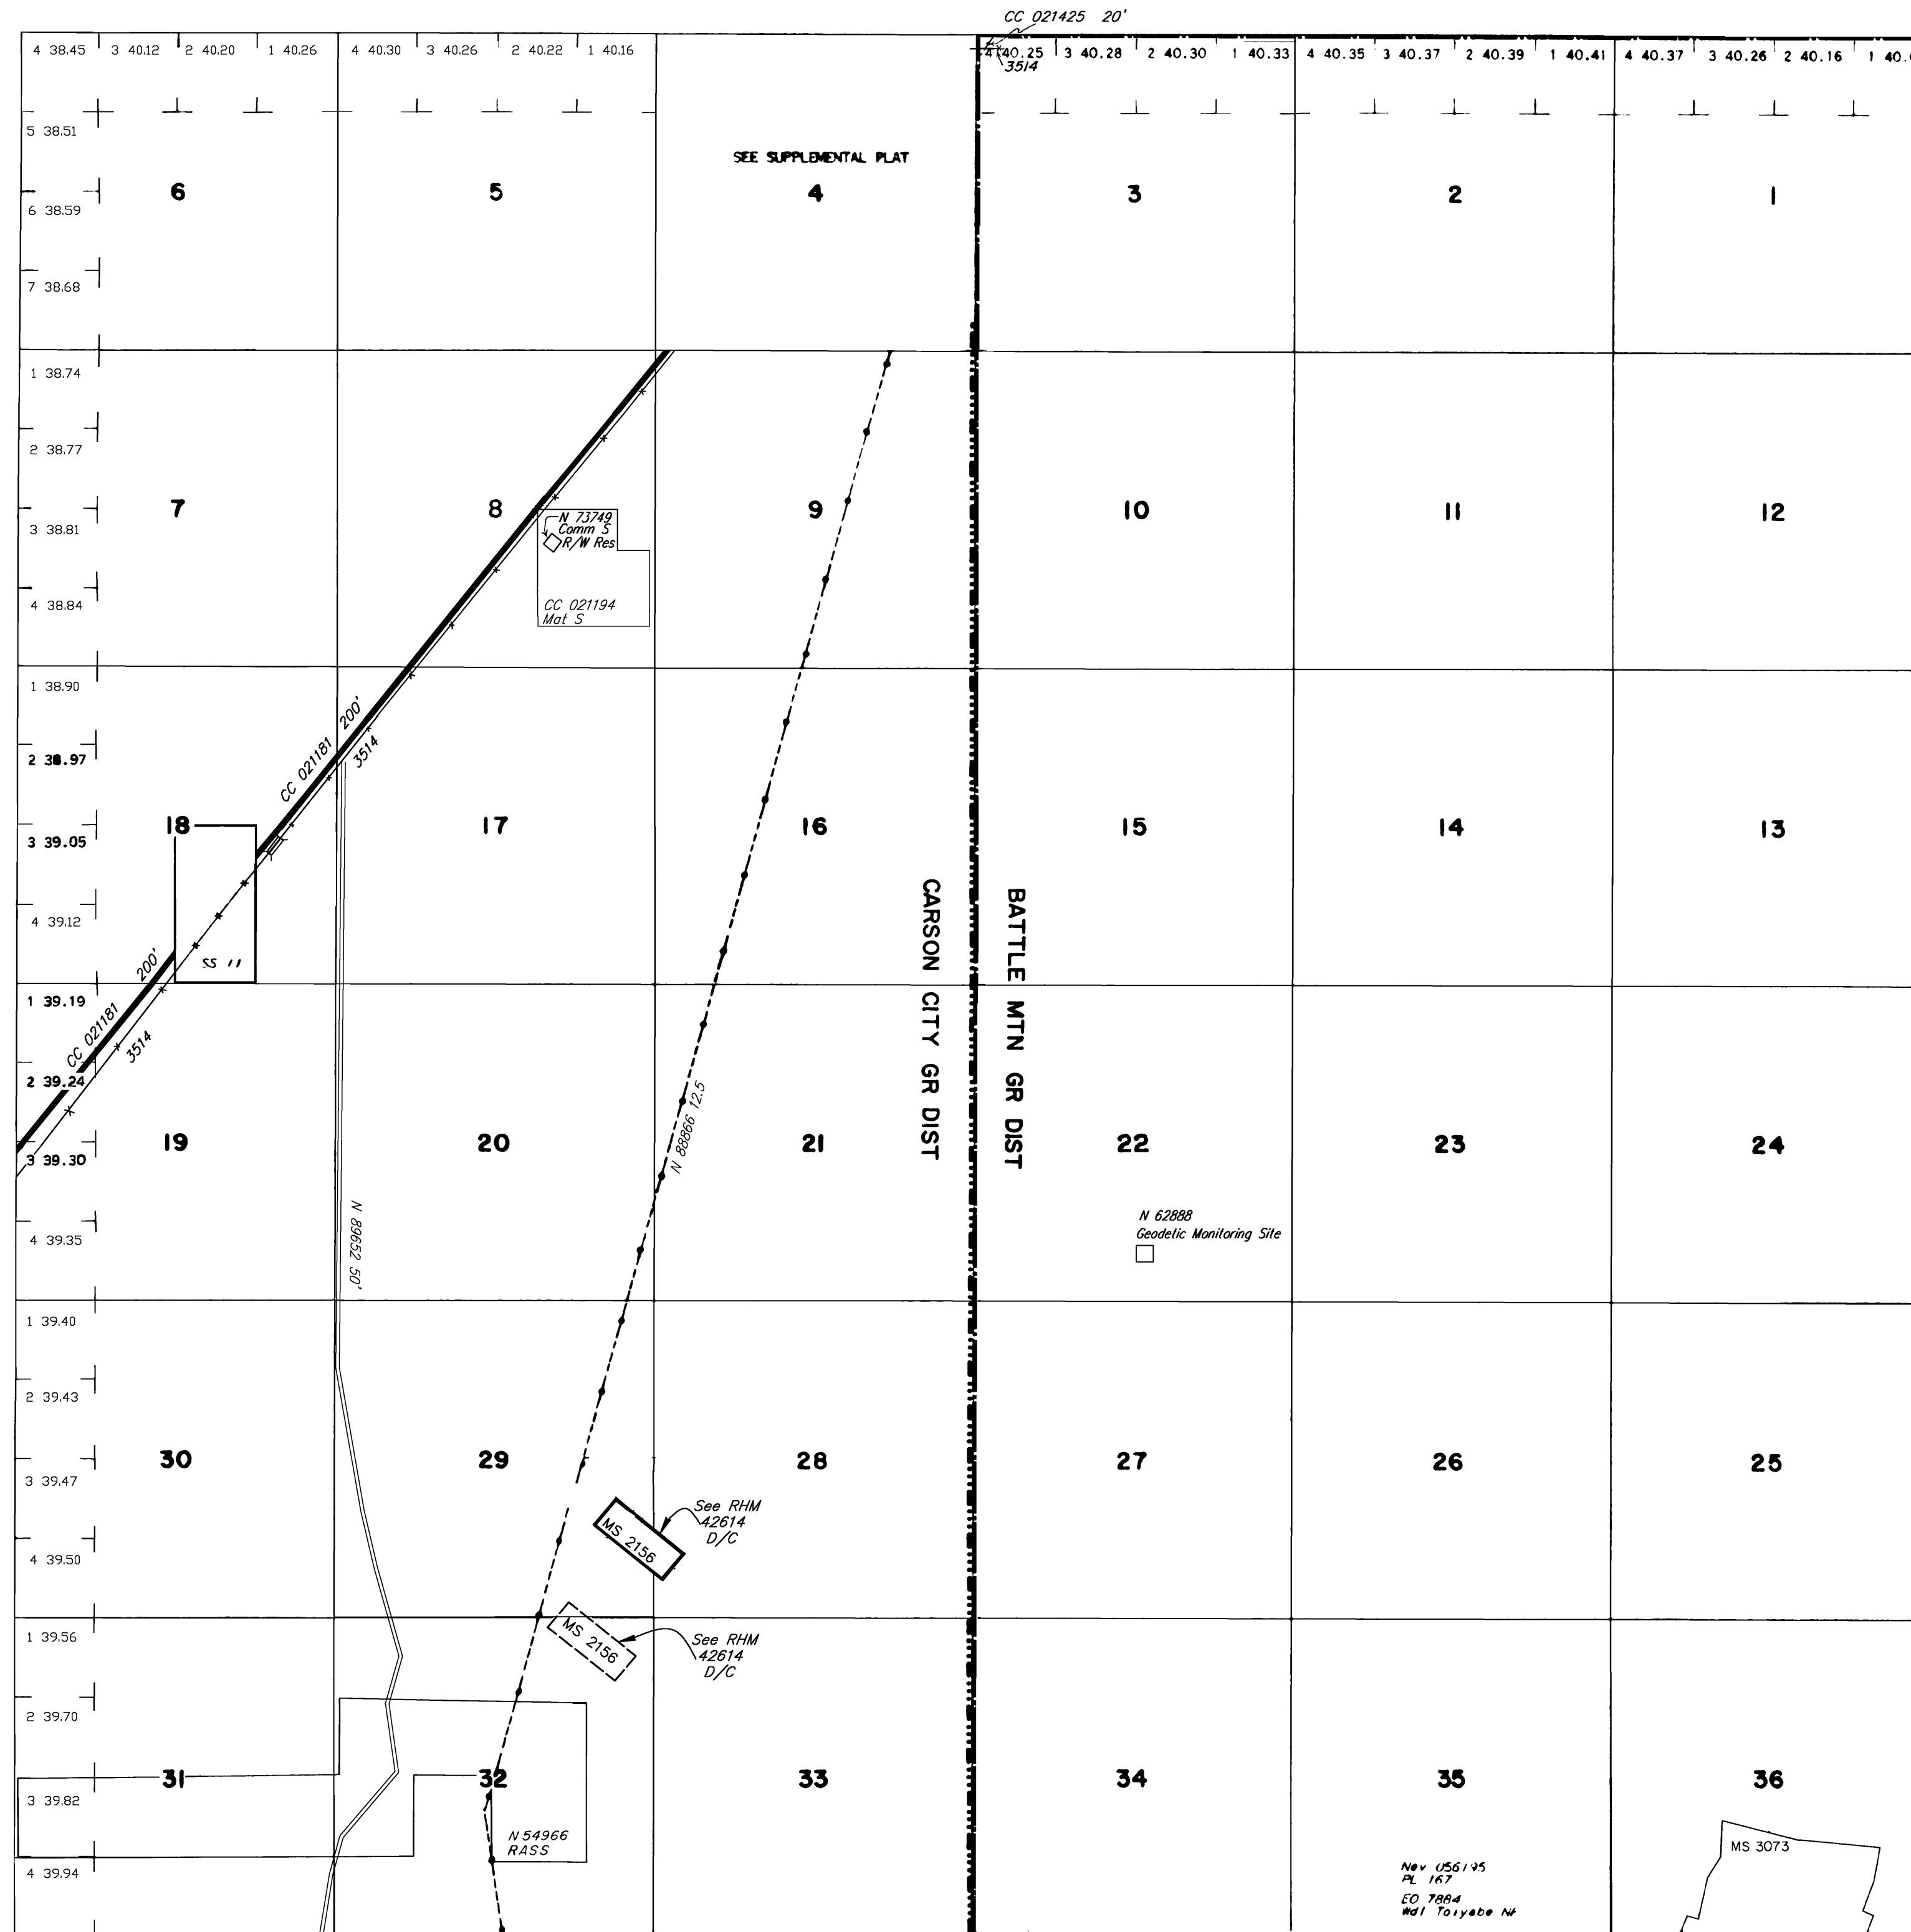 CC 021425 20'
4 38.45 3 40.12 2 40.20 1 40.26 4 40.30 3 40.26 2 40.22 1 40.16 4 40.25 3 40.28 2 40.30 1 40.33 4 40.35 3 40.37 2 40.39 1 40.41 4 40.37 3 40.26 2 40.16
3514
5 38.51
SEE SUPPLEMENTAL PLAT
6 5 4 3 2 1
6 38.59
7 38.68
1 38.74
2 38.77
7 8 9 10 11 12
N 73749
Comm S
R/W Res
3 38.81
4 38.84
CC 021194
Mat S
1 38.90
CC 021181 200'
3514
2 38.97
18 17 16 15 14 13
3 39.05
4 39.12
SS 11
CARSON CITY GR DIST
BATTLE MTN GR DIST
CC 021181 200'
3514
1 39.19
2 39.24
N 88866 12.5
19 20 21 22 23 24
3 39.30
N 89652 50'
N 62888
Geodetic Monitoring Site
4 39.35
1 39.40
2 39.43
30 29 28 27 26 25
3 39.47
See RHM
42614
D/C
MS 2156
4 39.50
1 39.56
MS 2156
See RHM
42614
D/C
2 39.70
31 32 33 34 35 36
3 39.82
N 54966
RASS
MS 3073
4 39.94
Nev 056195
PL 167
EO 7884
Wdl Toiyabe NF